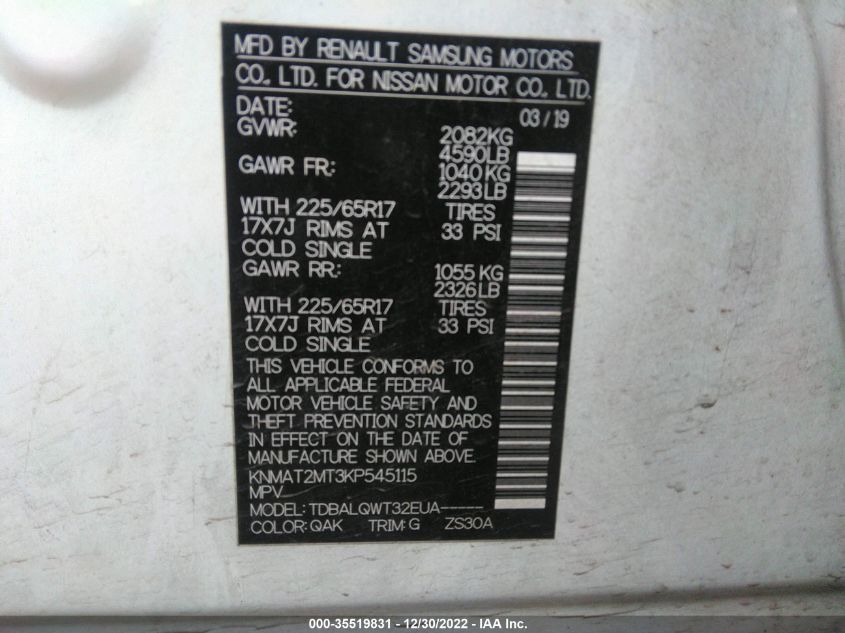 MFD BY RENAULT SAMSUNG MOTORS
CO., LTD. FOR NISSAN MOTOR CO., LTD.
DATE: 03/19
GVWR: 2082KG
4590LB
GAWR FR.: 1040KG
2293LB
WITH 225/65R17 TIRES
17X7J RIMS AT 33 PSI
COLD SINGLE
GAWR RR.: 1055KG
2326LB
WITH 225/65R17 TIRES
17X7J RIMS AT 33 PSI
COLD SINGLE
THIS VEHICLE CONFORMS TO
ALL APPLICABLE FEDERAL
MOTOR VEHICLE SAFETY AND
THEFT PREVENTION STANDARDS
IN EFFECT ON THE DATE OF
MANUFACTURE SHOWN ABOVE.
KNMAT2MT3KP545115
MPV
MODEL: TDBALQWT32EUA-----
COLOR: QAK TRIM: G ZS30A
000-35519831 - 12/30/2022 - IAA Inc.